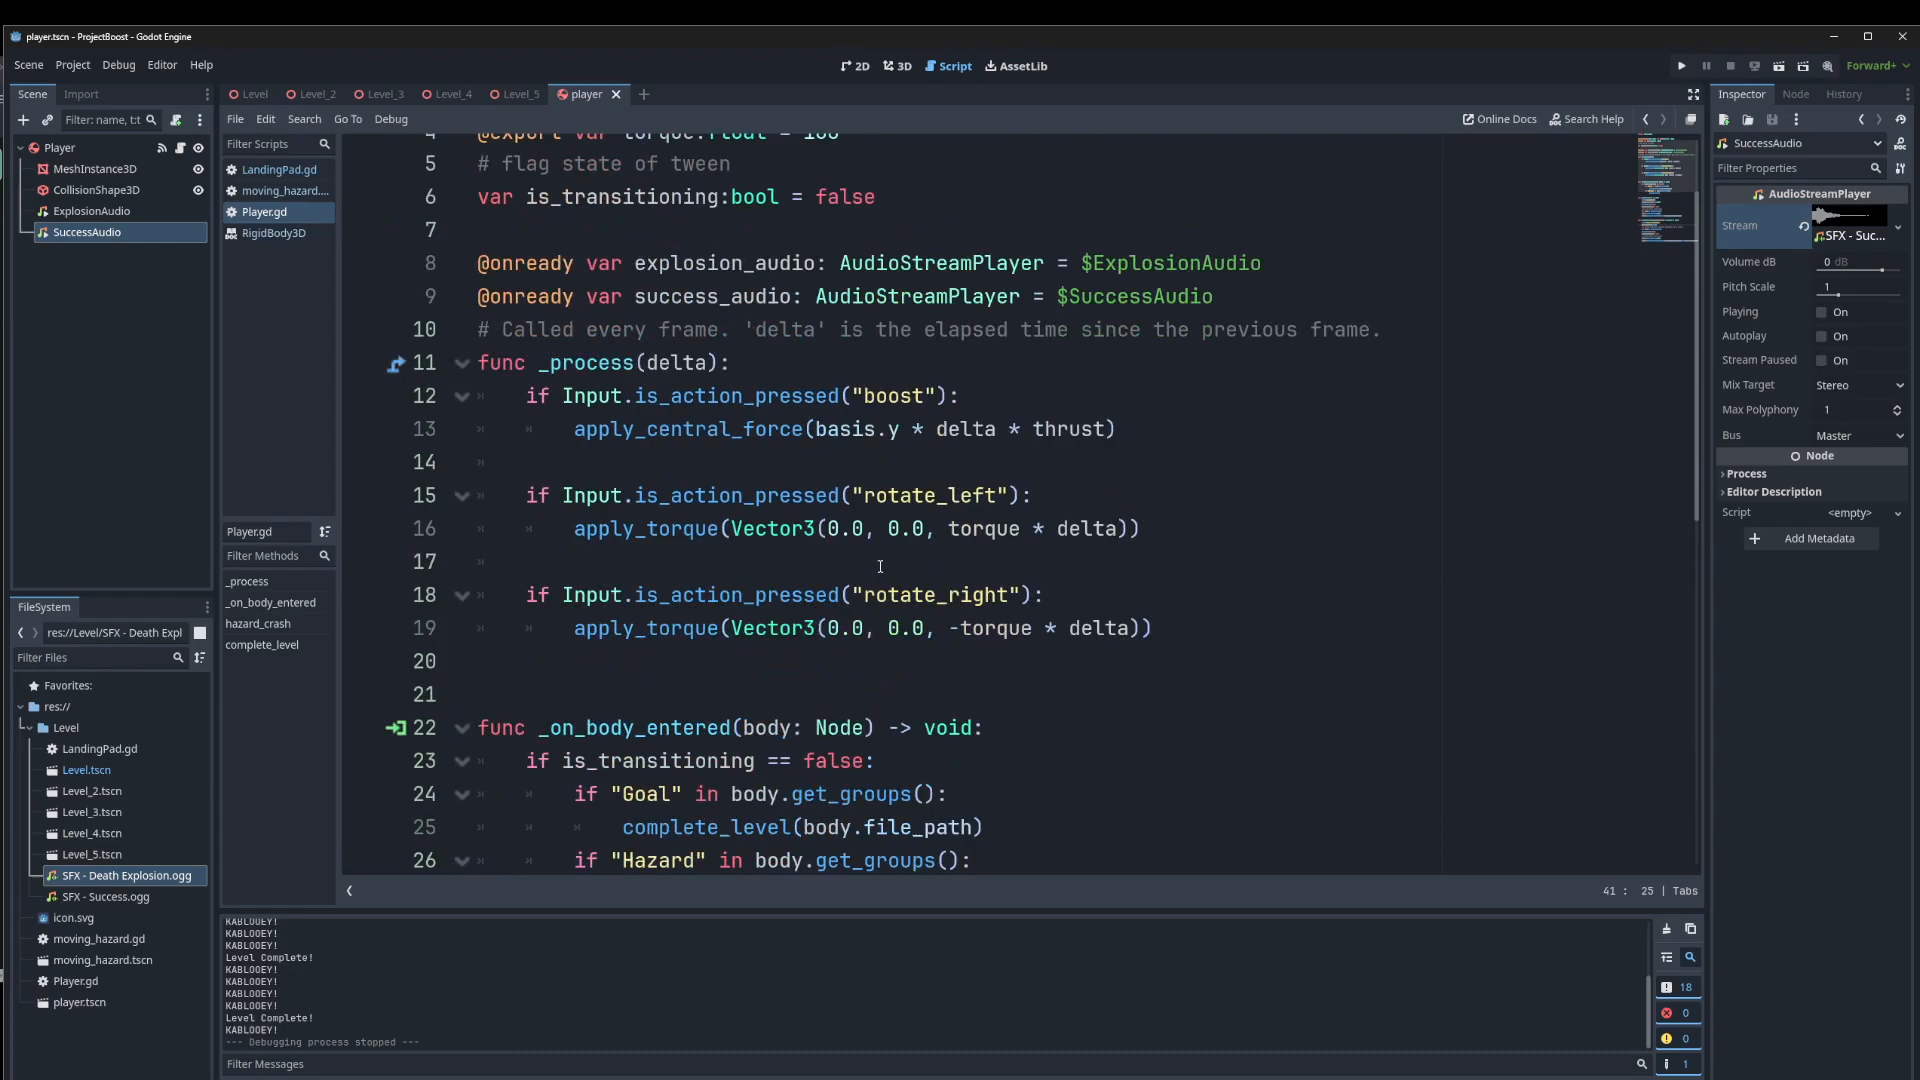 player.tscn - ProjectBoost - Godot Engine
Scene Project Debug Editor Help
2D 3D Script AssetLib
Forward+
Scene Import
Level Level_2 Level_3 Level_4 Level_5 player
Inspector Node History
Filter: name, t:t
File Edit Search Go To Debug
Online Docs Search Help
Player
MeshInstance3D
CollisionShape3D
ExplosionAudio
SuccessAudio
Filter Scripts
LandingPad.gd
moving_hazard....
Player.gd
RigidBody3D
Player.gd
Filter Methods
_process
_on_body_entered
hazard_crash
complete_level
@export var torque:float = 100
5 # flag state of tween
6 var is_transitioning:bool = false
7
8 @onready var explosion_audio: AudioStreamPlayer = $ExplosionAudio
9 @onready var success_audio: AudioStreamPlayer = $SuccessAudio
10 # Called every frame. 'delta' is the elapsed time since the previous frame.
11 func _process(delta):
12 if Input.is_action_pressed("boost"):
13 apply_central_force(basis.y * delta * thrust)
14
15 if Input.is_action_pressed("rotate_left"):
16 apply_torque(Vector3(0.0, 0.0, torque * delta))
17
18 if Input.is_action_pressed("rotate_right"):
19 apply_torque(Vector3(0.0, 0.0, -torque * delta))
20
21
22 func _on_body_entered(body: Node) -> void:
23 if is_transitioning == false:
24 if "Goal" in body.get_groups():
25 complete_level(body.file_path)
26 if "Hazard" in body.get_groups():
41 : 25 | Tabs
SuccessAudio
Filter Properties
AudioStreamPlayer
Stream
SFX - Suc...
Volume dB 0 dB
Pitch Scale 1
Playing On
Autoplay On
Stream Paused On
Mix Target Stereo
Max Polyphony 1
Bus Master
Node
Process
Editor Description
Script <empty>
Add Metadata
FileSystem
res://Level/SFX - Death Expl
Filter Files
Favorites:
res://
Level
LandingPad.gd
Level.tscn
Level_2.tscn
Level_3.tscn
Level_4.tscn
Level_5.tscn
SFX - Death Explosion.ogg
SFX - Success.ogg
icon.svg
moving_hazard.gd
moving_hazard.tscn
Player.gd
player.tscn
KABLOOEY!
KABLOOEY!
KABLOOEY!
Level Complete!
KABLOOEY!
KABLOOEY!
KABLOOEY!
KABLOOEY!
Level Complete!
KABLOOEY!
--- Debugging process stopped ---
Filter Messages
18
0
0
1